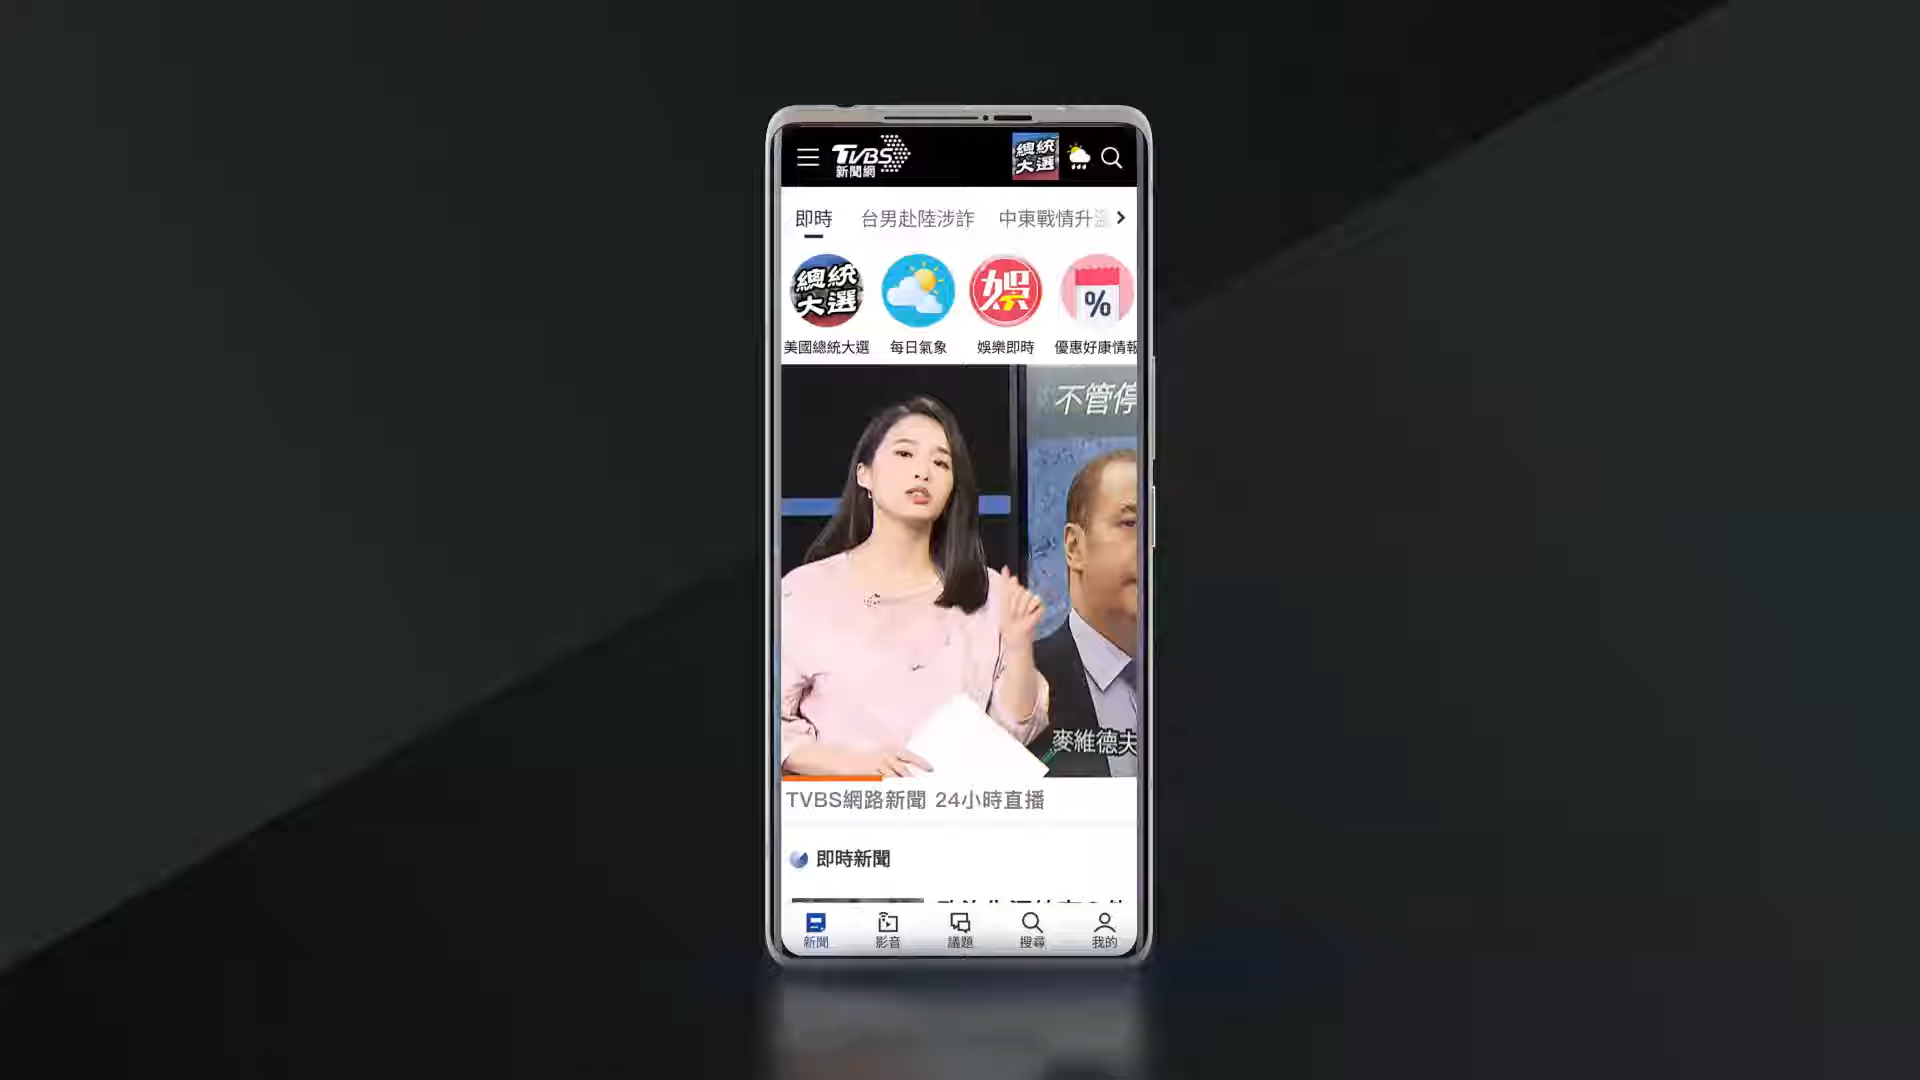 TVBS
新聞網
總統
大選
即時 台男赴陸涉詐 中東戰情升溫
總統
大選
娛
%
美國總統大選 每日氣象 娛樂即時 優惠好康情報
不管停
麥維德夫
TVBS網路新聞 24小時直播
即時新聞
新聞 影音 議題 搜尋 我的